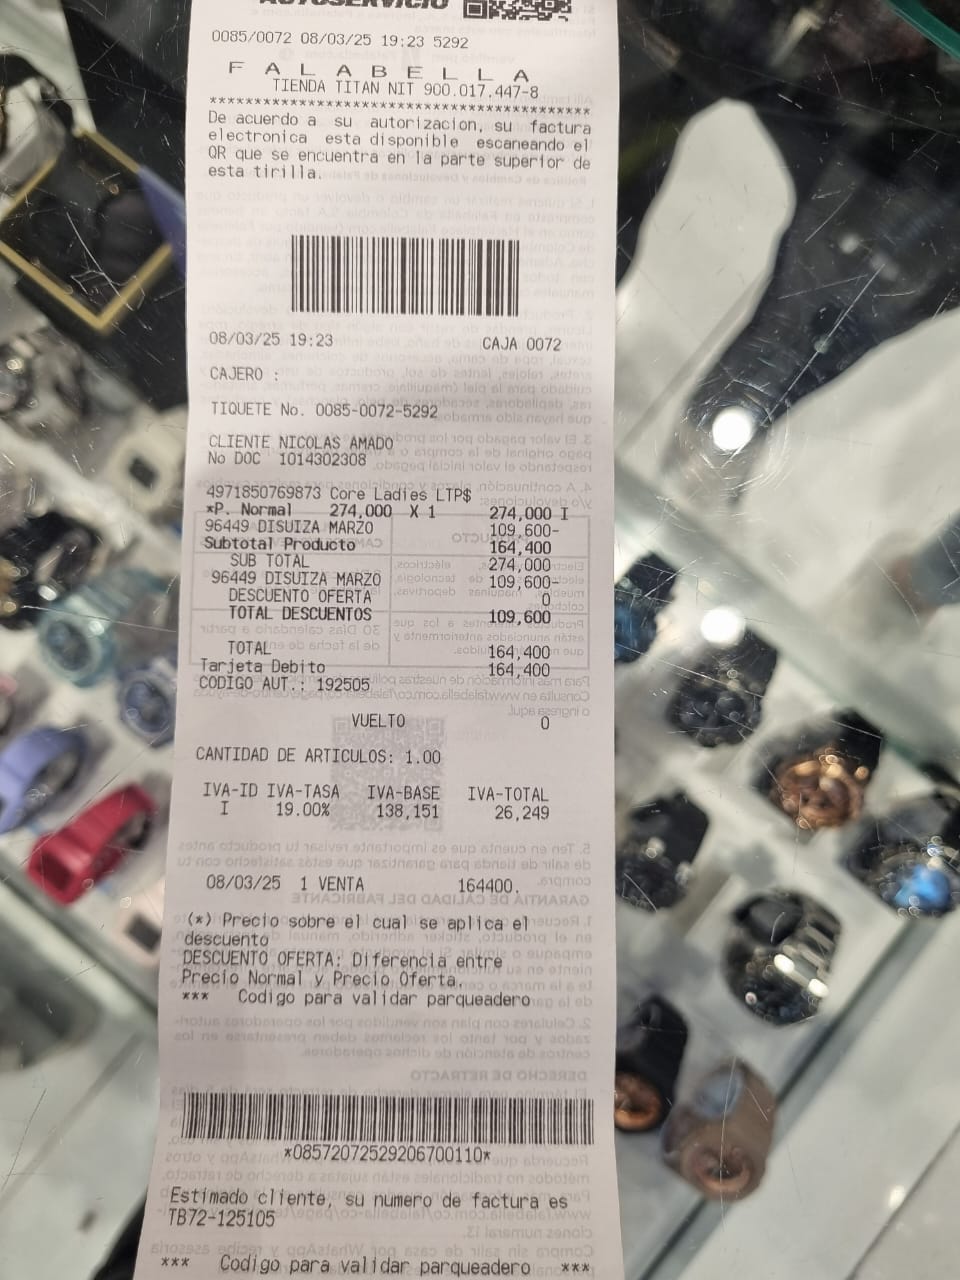 AUTOSERVICIO
0085/0072 08/03/25 19:23 5292
F A L A B E L L A
TIENDA TITAN NIT 900.017.447-8
*****************************************
De acuerdo a su autorizacion, su factura
electronica esta disponible escaneando el
QR que se encuentra en la parte superior de
esta tirilla.
08/03/25 19:23 CAJA 0072
CAJERO :
TIQUETE No. 0085-0072-5292
CLIENTE NICOLAS AMADO
No DOC 1014302308
4971850769873 Core Ladies LTP$
*P. Normal 274,000 X 1 274,000 I
96449 DISUIZA MARZO 109,600-
Subtotal Producto 164,400
SUB TOTAL 274,000
96449 DISUIZA MARZO 109,600-
DESCUENTO OFERTA 0
TOTAL DESCUENTOS 109,600
TOTAL 164,400
Tarjeta Debito 164,400
CODIGO AUT.: 192505
VUELTO 0
CANTIDAD DE ARTICULOS: 1.00
IVA-ID IVA-TASA IVA-BASE IVA-TOTAL
I 19.00% 138,151 26,249
08/03/25 1 VENTA 164400.
(*) Precio sobre el cual se aplica el
descuento
DESCUENTO OFERTA: Diferencia entre
Precio Normal y Precio Oferta.
*** Codigo para validar parqueadero
*08572072529206700110*
Estimado cliente, su numero de factura es
TB72-125105
*** Codigo para validar parqueadero ***